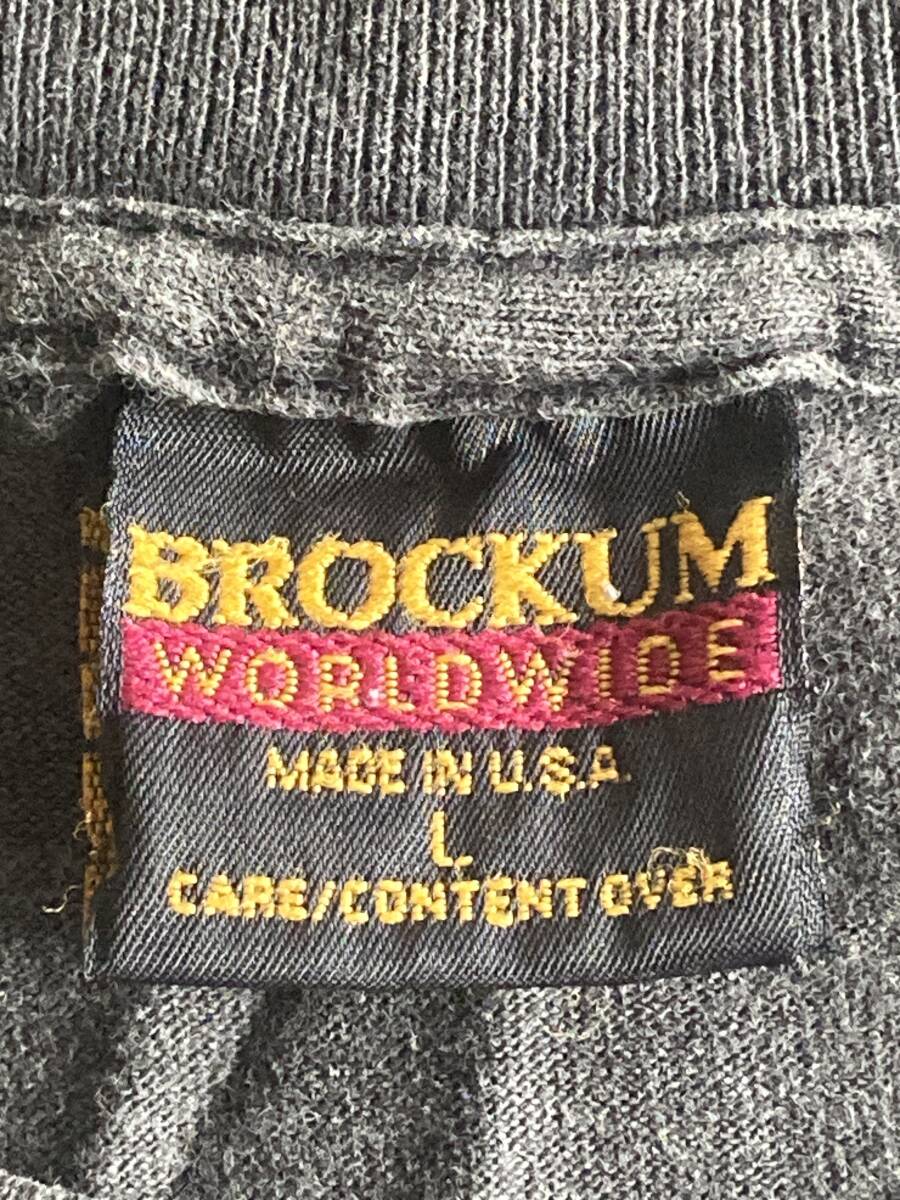 BROCKUM
WORLDWIDE
MADE IN U.S.A.
L
CARE/CONTENT OVER